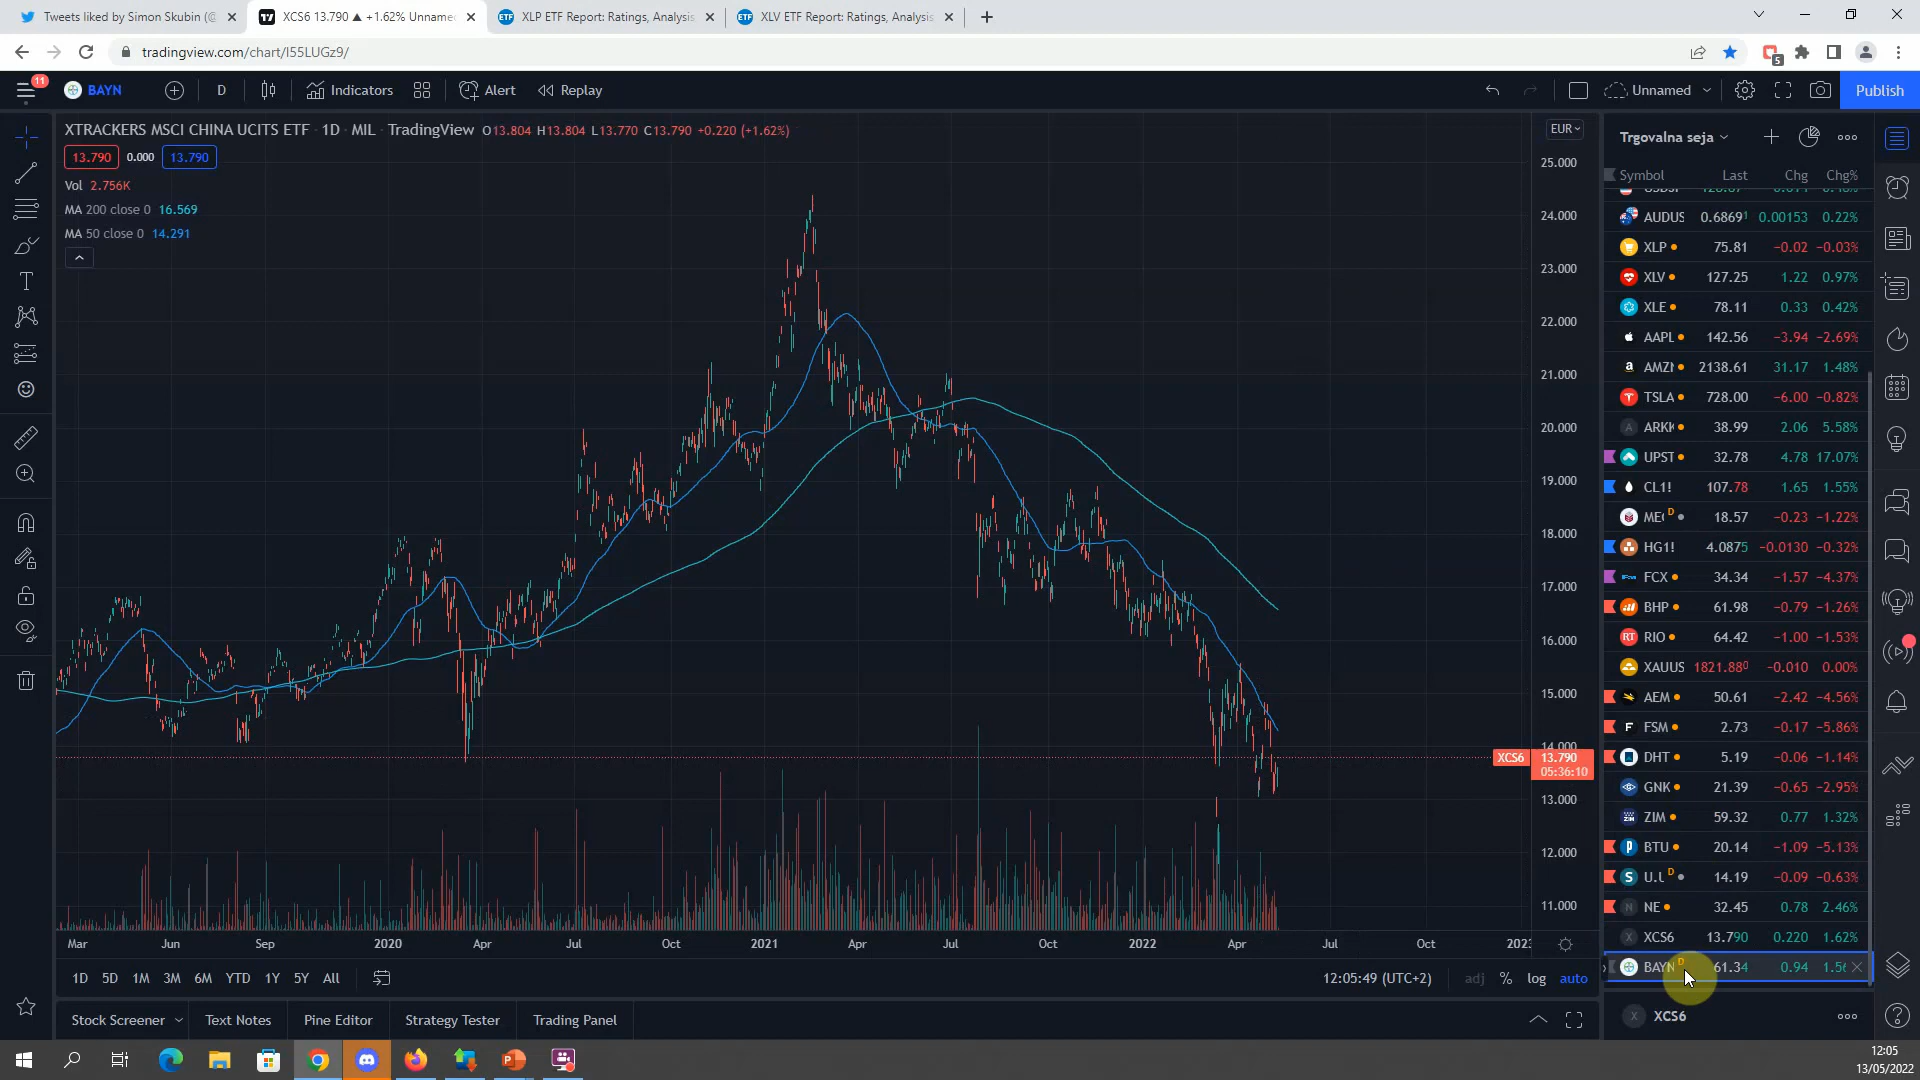 Tweets liked by Simon Skubin (@
XCS6 13.790 ▲ +1.62% Unname
XLP ETF Report: Ratings, Analysis
XLV ETF Report: Ratings, Analysis
tradingview.com/chart/I55LUGz9/
5
11
BAYN
D
Indicators
Alert
Replay
Unnamed
Publish
XTRACKERS MSCI CHINA UCITS ETF · 1D · MIL · TradingView O13.804 H13.804 L13.770 C13.790 +0.220 (+1.62%)
EUR
13.790 0.000 13.790
Vol 2.756K
MA 200 close 0 16.569
MA 50 close 0 14.291
25.000
24.000
23.000
22.000
21.000
20.000
19.000
18.000
17.000
16.000
15.000
14.000
XCS6 13.790
05:36:10
13.000
12.000
11.000
Mar Jun Sep 2020 Apr Jul Oct 2021 Apr Jul Oct 2022 Apr Jul Oct 2023
1D 5D 1M 3M 6M YTD 1Y 5Y All
12:05:49 (UTC+2) adj % log auto
Stock Screener Text Notes Pine Editor Strategy Tester Trading Panel
Trgovalna seja
Symbol Last Chg Chg%
AUDUS 0.68691 0.00153 0.22%
XLP 75.81 −0.02 −0.03%
XLV 127.25 1.22 0.97%
XLE 78.11 0.33 0.42%
AAPL 142.56 −3.94 −2.69%
AMZN 2138.61 31.17 1.48%
TSLA 728.00 −6.00 −0.82%
ARKK 38.99 2.06 5.58%
UPST 32.78 4.78 17.07%
CL1! 107.78 1.65 1.55%
D 18.57 −0.23 −1.22%
HG1! 4.0875 −0.0130 −0.32%
FCX 34.34 −1.57 −4.37%
BHP 61.98 −0.79 −1.26%
RIO 64.42 −1.00 −1.53%
XAUUS 1821.880 −0.010 0.00%
AEM 50.61 −2.42 −4.56%
FSM 2.73 −0.17 −5.86%
DHT 5.19 −0.06 −1.14%
GNK 21.39 −0.65 −2.95%
ZIM 59.32 0.77 1.32%
BTU 20.14 −1.09 −5.13%
D 14.19 −0.09 −0.63%
NE 32.45 0.78 2.46%
XCS6 13.790 0.220 1.62%
BAYN D 61.34 0.94
XCS6
12:05
13/05/2022